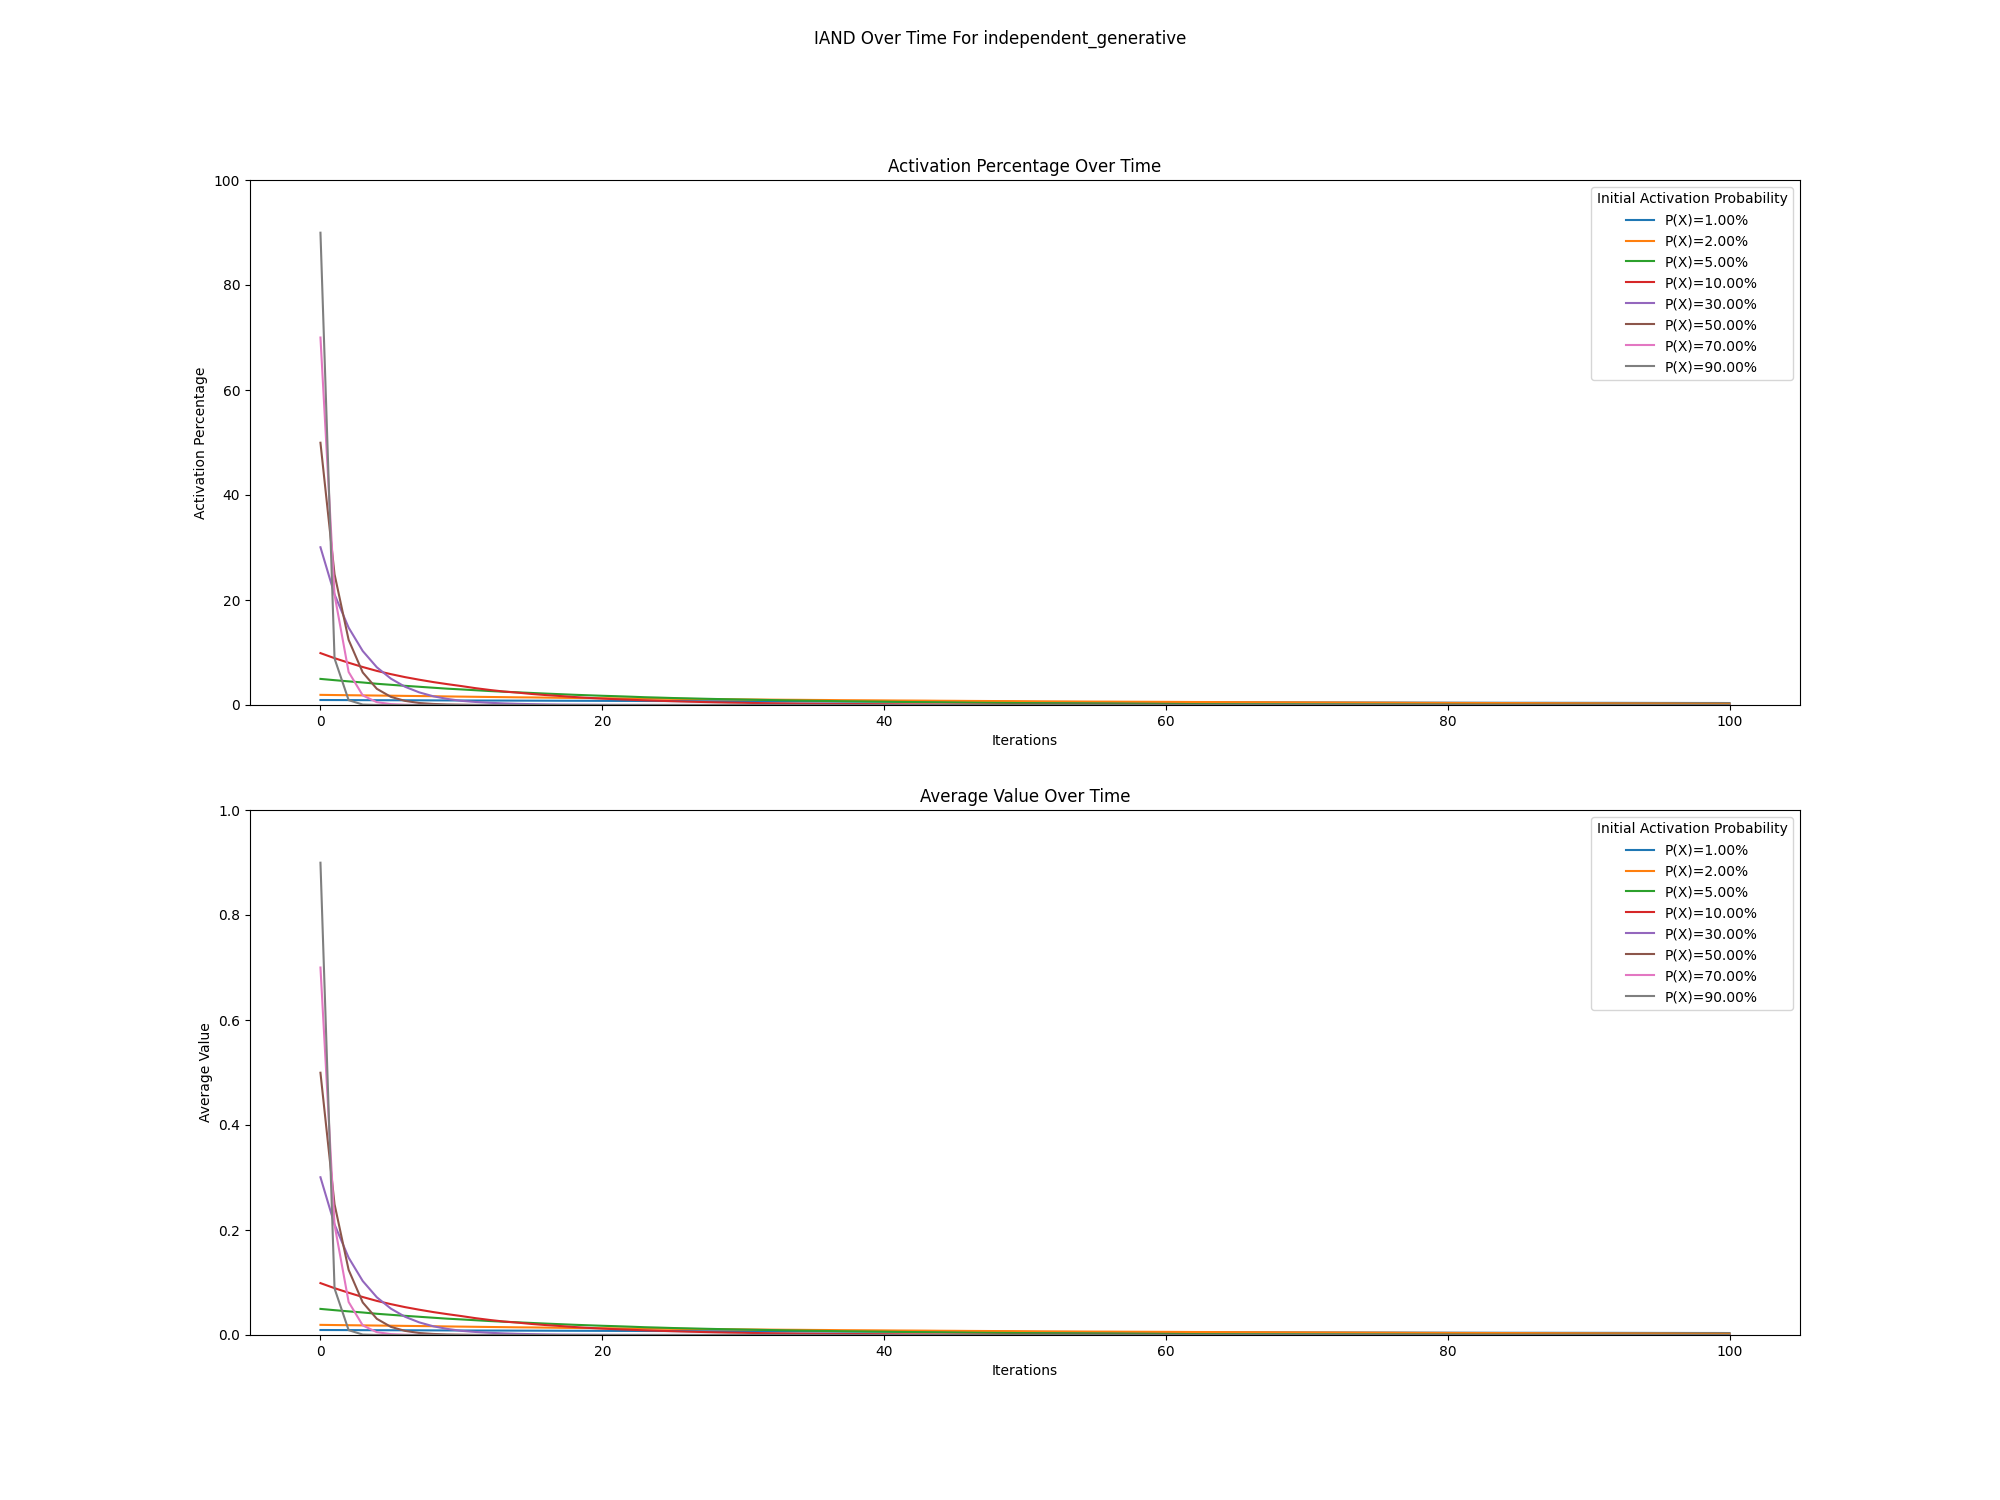 IAND Over Time For independent_generative
Activation Percentage Over Time
Activation Percentage
100
80
60
40
20
0
Initial Activation Probability
P(X)=1.00%
P(X)=2.00%
P(X)=5.00%
P(X)=10.00%
P(X)=30.00%
P(X)=50.00%
P(X)=70.00%
P(X)=90.00%
0 20 40 60 80 100
Iterations
Average Value Over Time
Average Value
1.0
0.8
0.6
0.4
0.2
0.0
Initial Activation Probability
P(X)=1.00%
P(X)=2.00%
P(X)=5.00%
P(X)=10.00%
P(X)=30.00%
P(X)=50.00%
P(X)=70.00%
P(X)=90.00%
0 20 40 60 80 100
Iterations